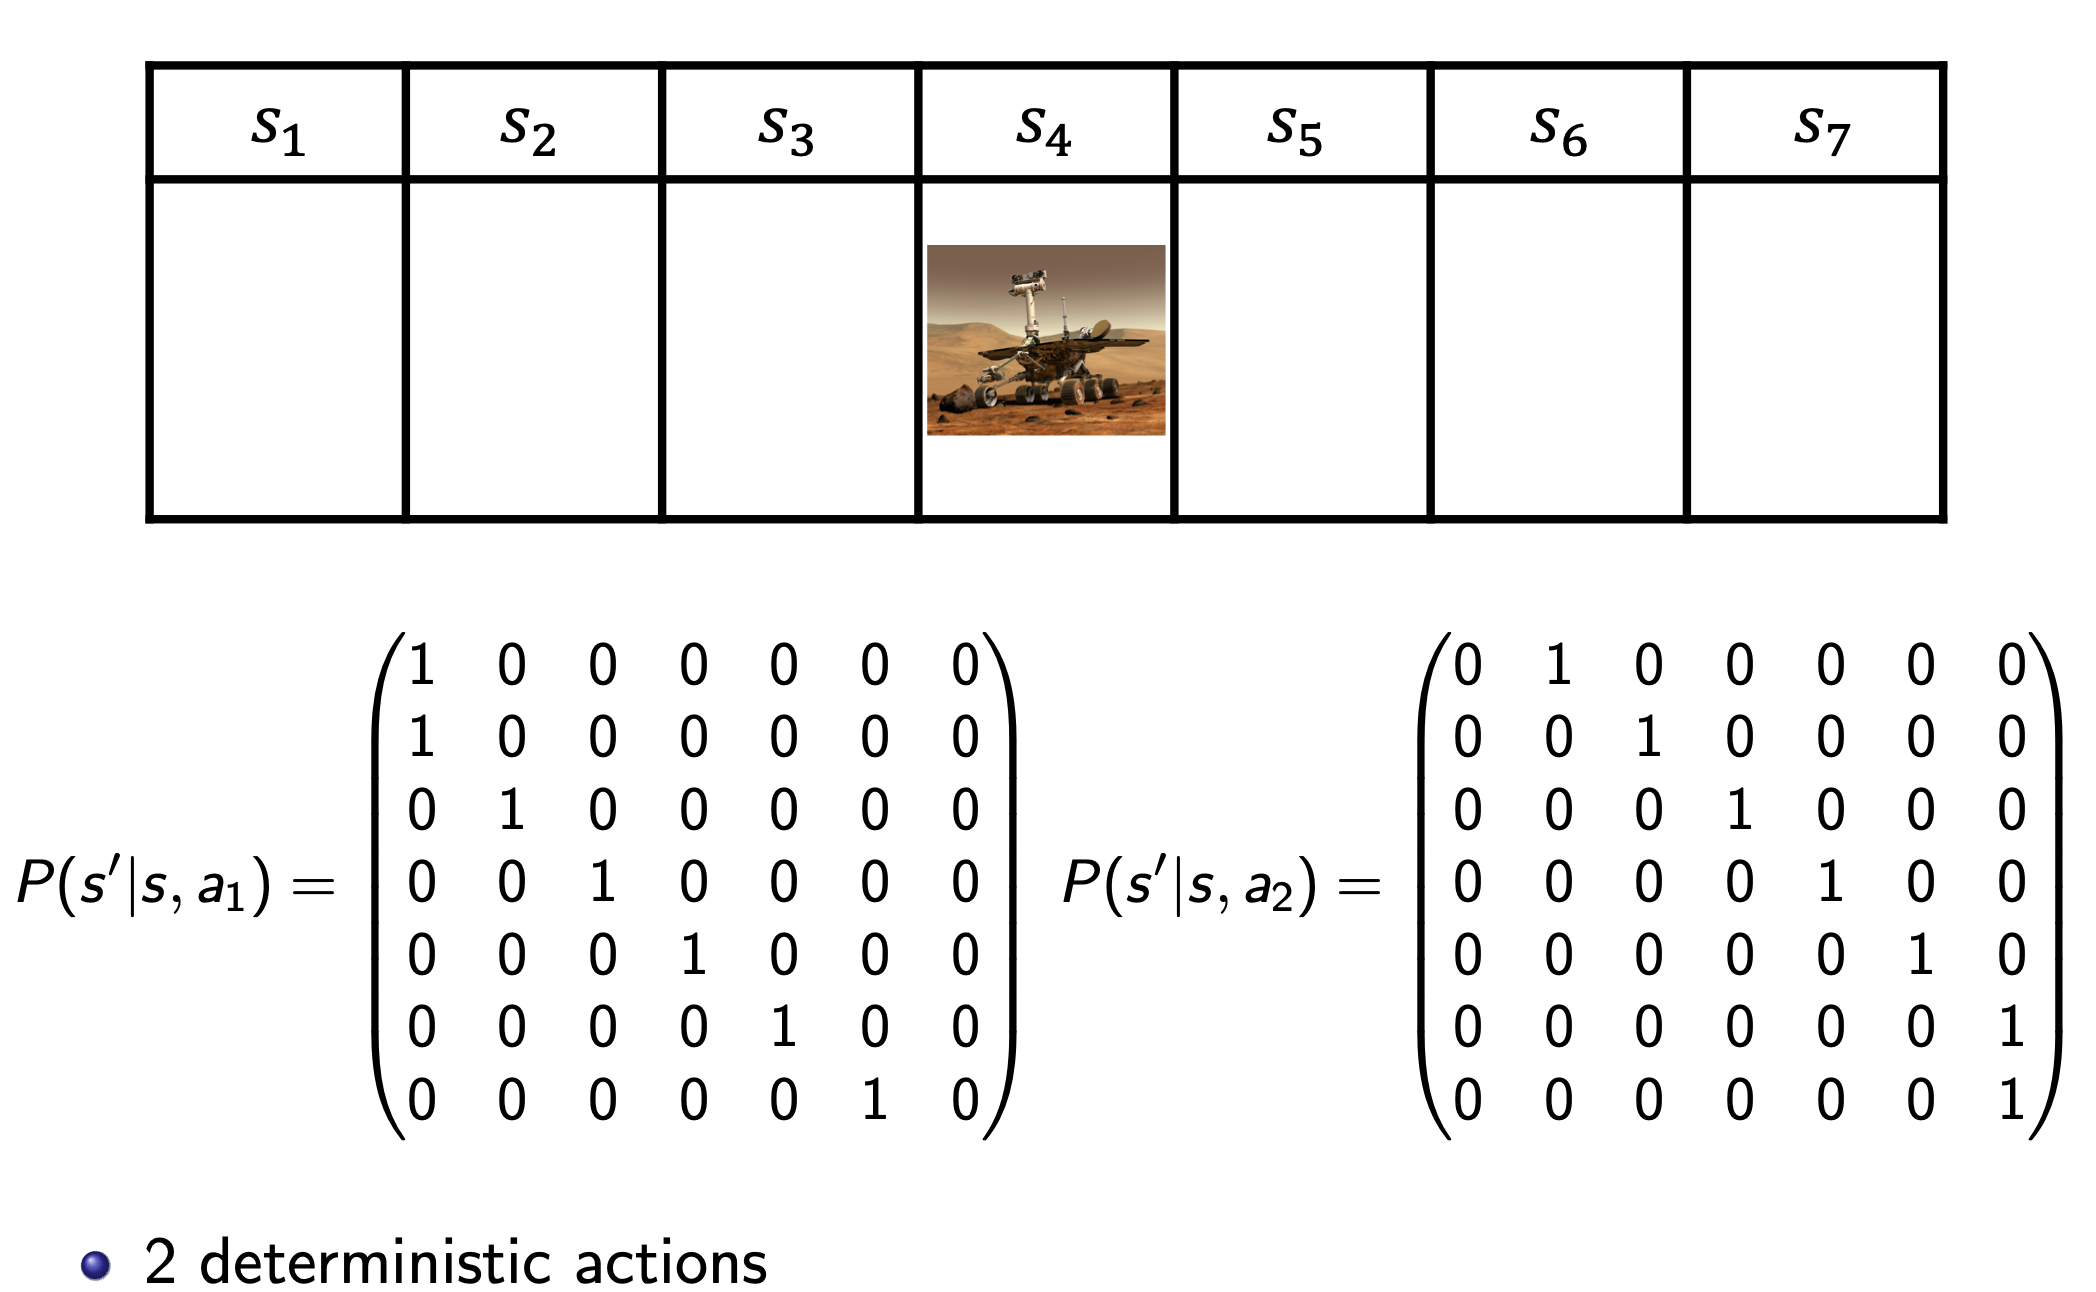 s₁ s₂ s₃ s₄ s₅ s₆ s₇
1 0 0 0 0 0 0 0 1 0 0 0 0 0
1 0 0 0 0 0 0 0 0 1 0 0 0 0
0 1 0 0 0 0 0 0 0 0 1 0 0 0
P(s′|s, a₁) = 0 0 1 0 0 0 0 P(s′|s, a₂) = 0 0 0 0 1 0 0
0 0 0 1 0 0 0 0 0 0 0 0 1 0
0 0 0 0 1 0 0 0 0 0 0 0 0 1
0 0 0 0 0 1 0 0 0 0 0 0 0 1
2 deterministic actions